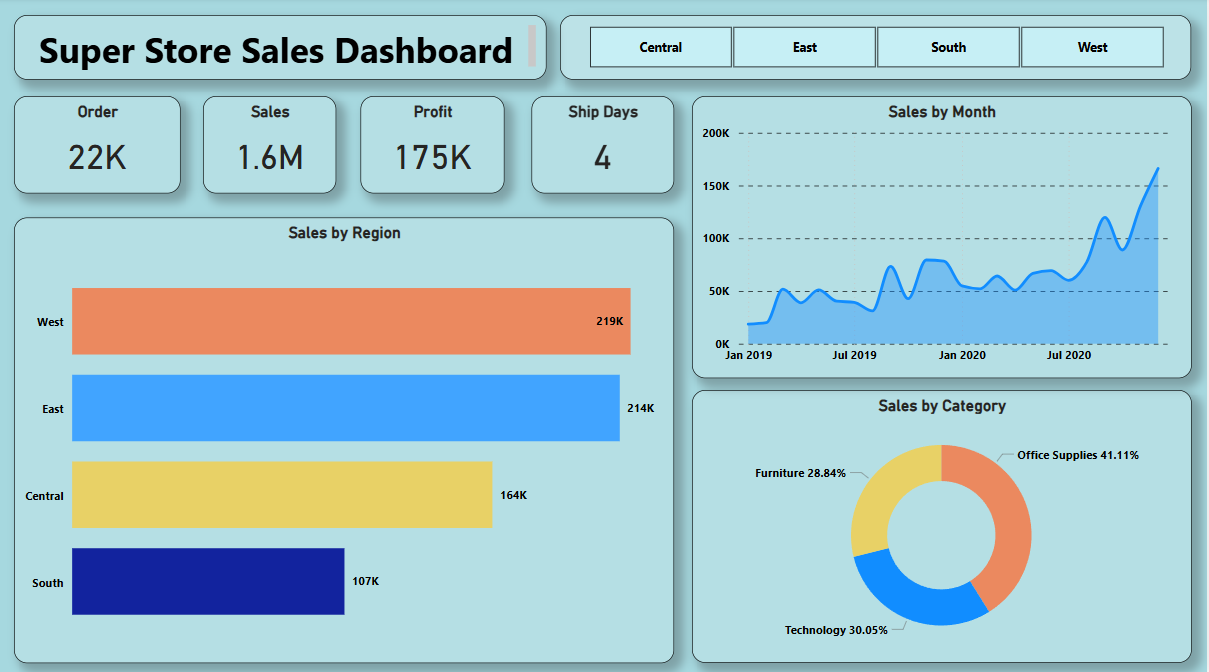 Super Store Sales Dashboard
Central
East
South
West
Order
22K
Sales
1.6M
Profit
175K
Ship Days
4
Sales by Region
West
219K
East
214K
Central
164K
South
107K
Sales by Month
200K
150K
100K
50K
0K
Jan 2019
Jul 2019
Jan 2020
Jul 2020
Sales by Category
Office Supplies 41.11%
Furniture 28.84%
Technology 30.05%